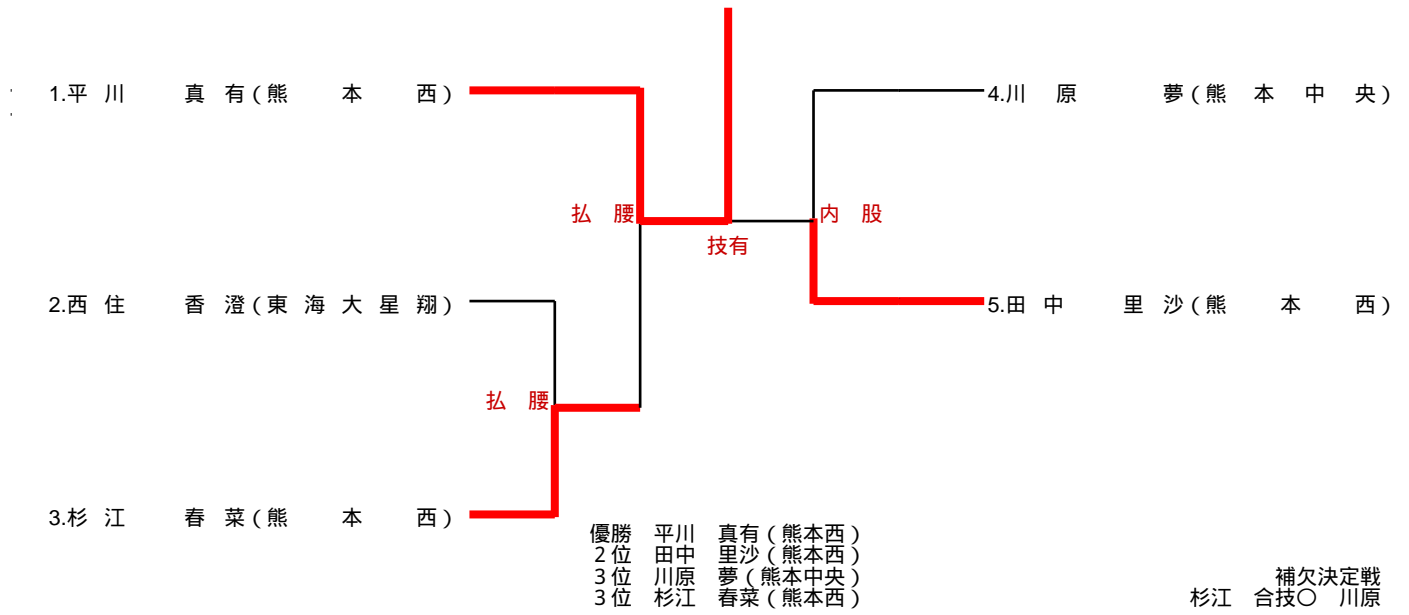 1.平川 真有(熊本西)
4.川原 夢(熊本中央)
払腰
内股
技有
2.西住 香澄(東海大星翔)
5.田中 里沙(熊本西)
払腰
3.杉江 春菜(熊本西)
優勝 平川 真有(熊本西)
2位 田中 里沙(熊本西)
3位 川原 夢(熊本中央)
3位 杉江 春菜(熊本西)
補欠決定戦
杉江 合技○ 川原